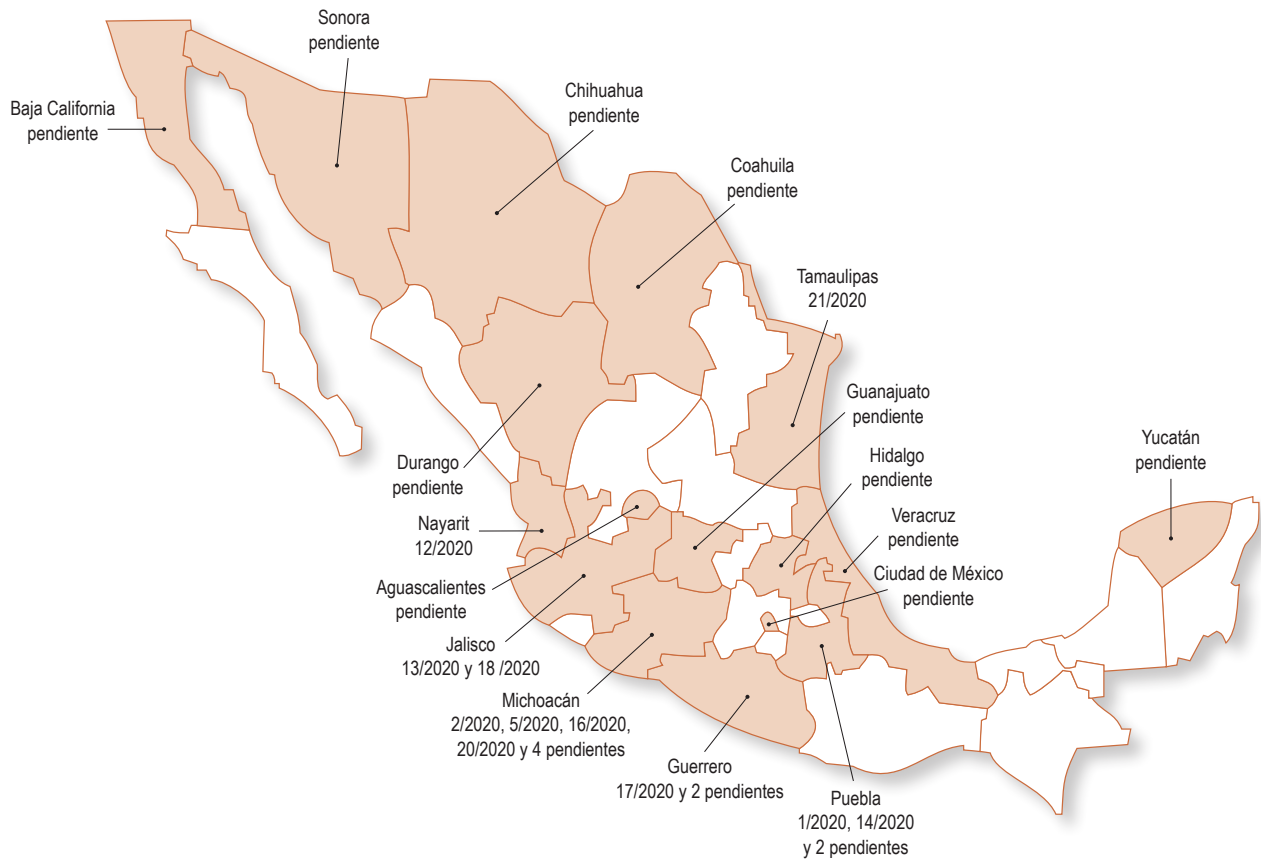 Sonora
pendiente
Baja California
pendiente
Chihuahua
pendiente
Coahuila
pendiente
Tamaulipas
21/2020
Guanajuato
pendiente
Hidalgo
pendiente
Yucatán
pendiente
Durango
pendiente
Nayarit
12/2020
Veracruz
pendiente
Ciudad de México
pendiente
Aguascalientes
pendiente
Jalisco
13/2020 y 18 /2020
Michoacán
2/2020, 5/2020, 16/2020,
20/2020 y 4 pendientes
Guerrero
17/2020 y 2 pendientes
Puebla
1/2020, 14/2020
y 2 pendientes